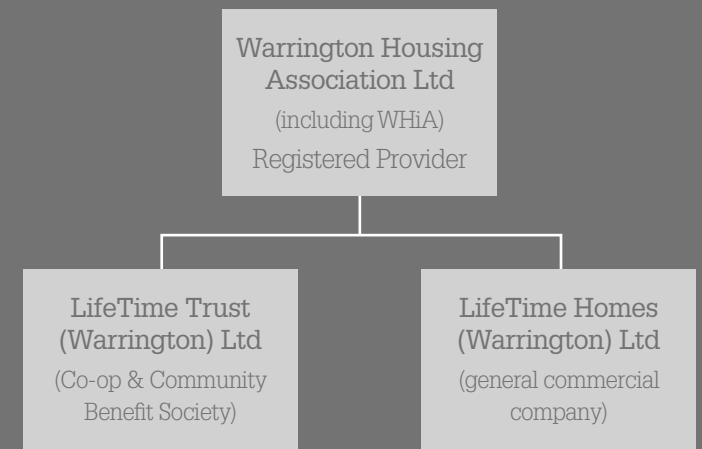 Warrington Housing
Association Ltd
(including WHiA)
Registered Provider
LifeTime Trust
(Warrington) Ltd
(Co-op & Community
Benefit Society)
LifeTime Homes
(Warrington) Ltd
(general commercial
company)